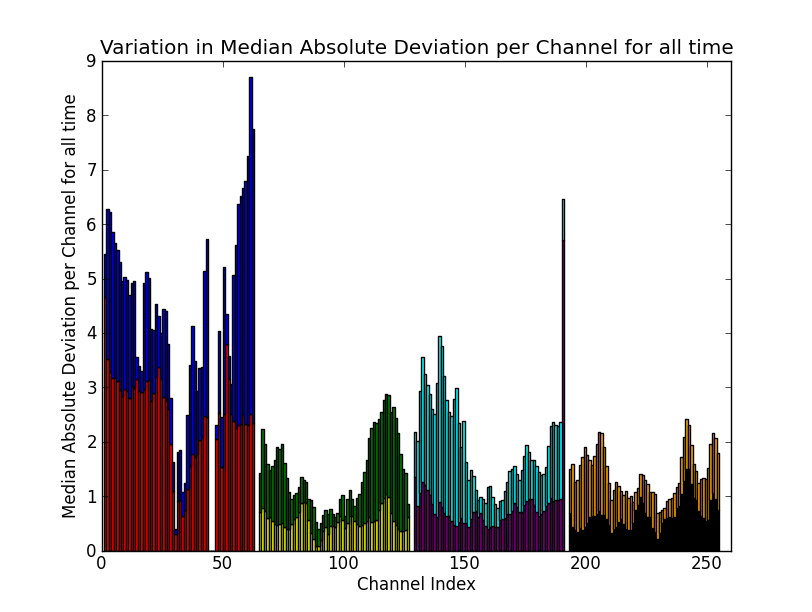 Variation in Median Absolute Deviation per Channel for all time
Median Absolute Deviation per Channel for all time
9
8
7
6
5
4
3
2
1
0
0 50 100 150 200 250
Channel Index